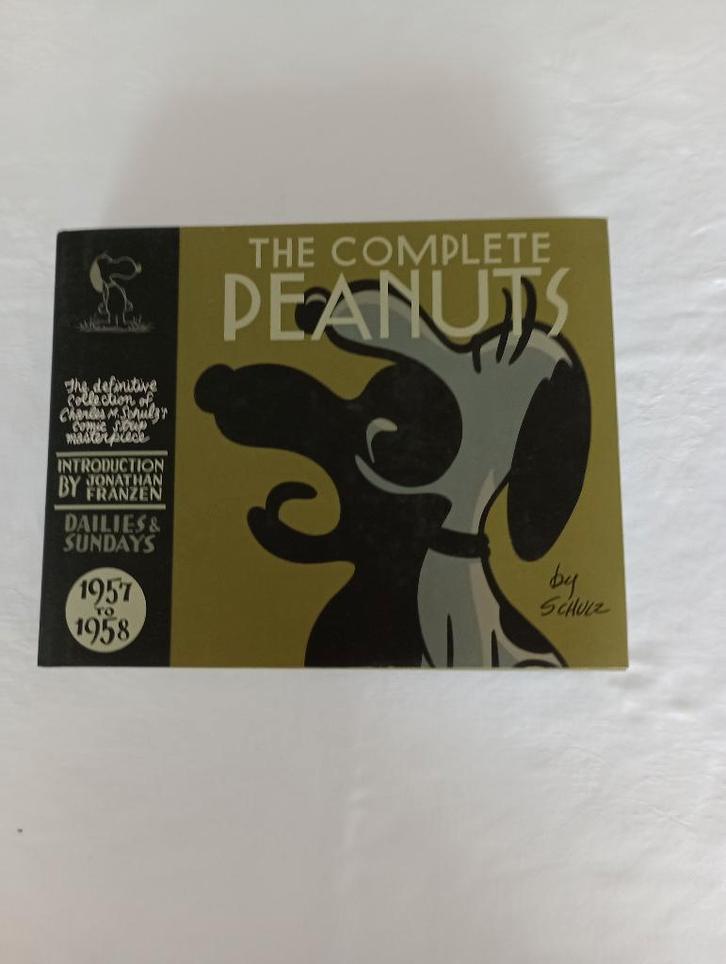 THE COMPLETE
PEANUTS
The definitive
collection of
Charles M. Schulz's
comic strip
masterpiece
INTRODUCTION
BY JONATHAN
FRANZEN
DAILIES &
SUNDAYS
1957
TO
1958
by
SCHULZ